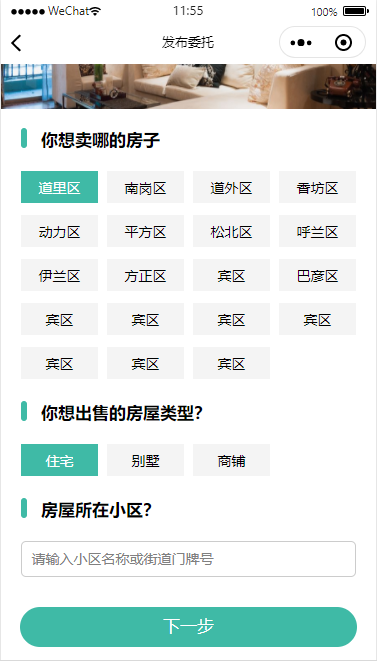 WeChat 11:55 100%
发布委托
你想卖哪的房子
道里区 南岗区 道外区 香坊区
动力区 平方区 松北区 呼兰区
伊兰区 方正区 宾区 巴彦区
宾区 宾区 宾区 宾区
宾区 宾区 宾区
你想出售的房屋类型?
住宅 别墅 商铺
房屋所在小区?
请输入小区名称或街道门牌号
下一步